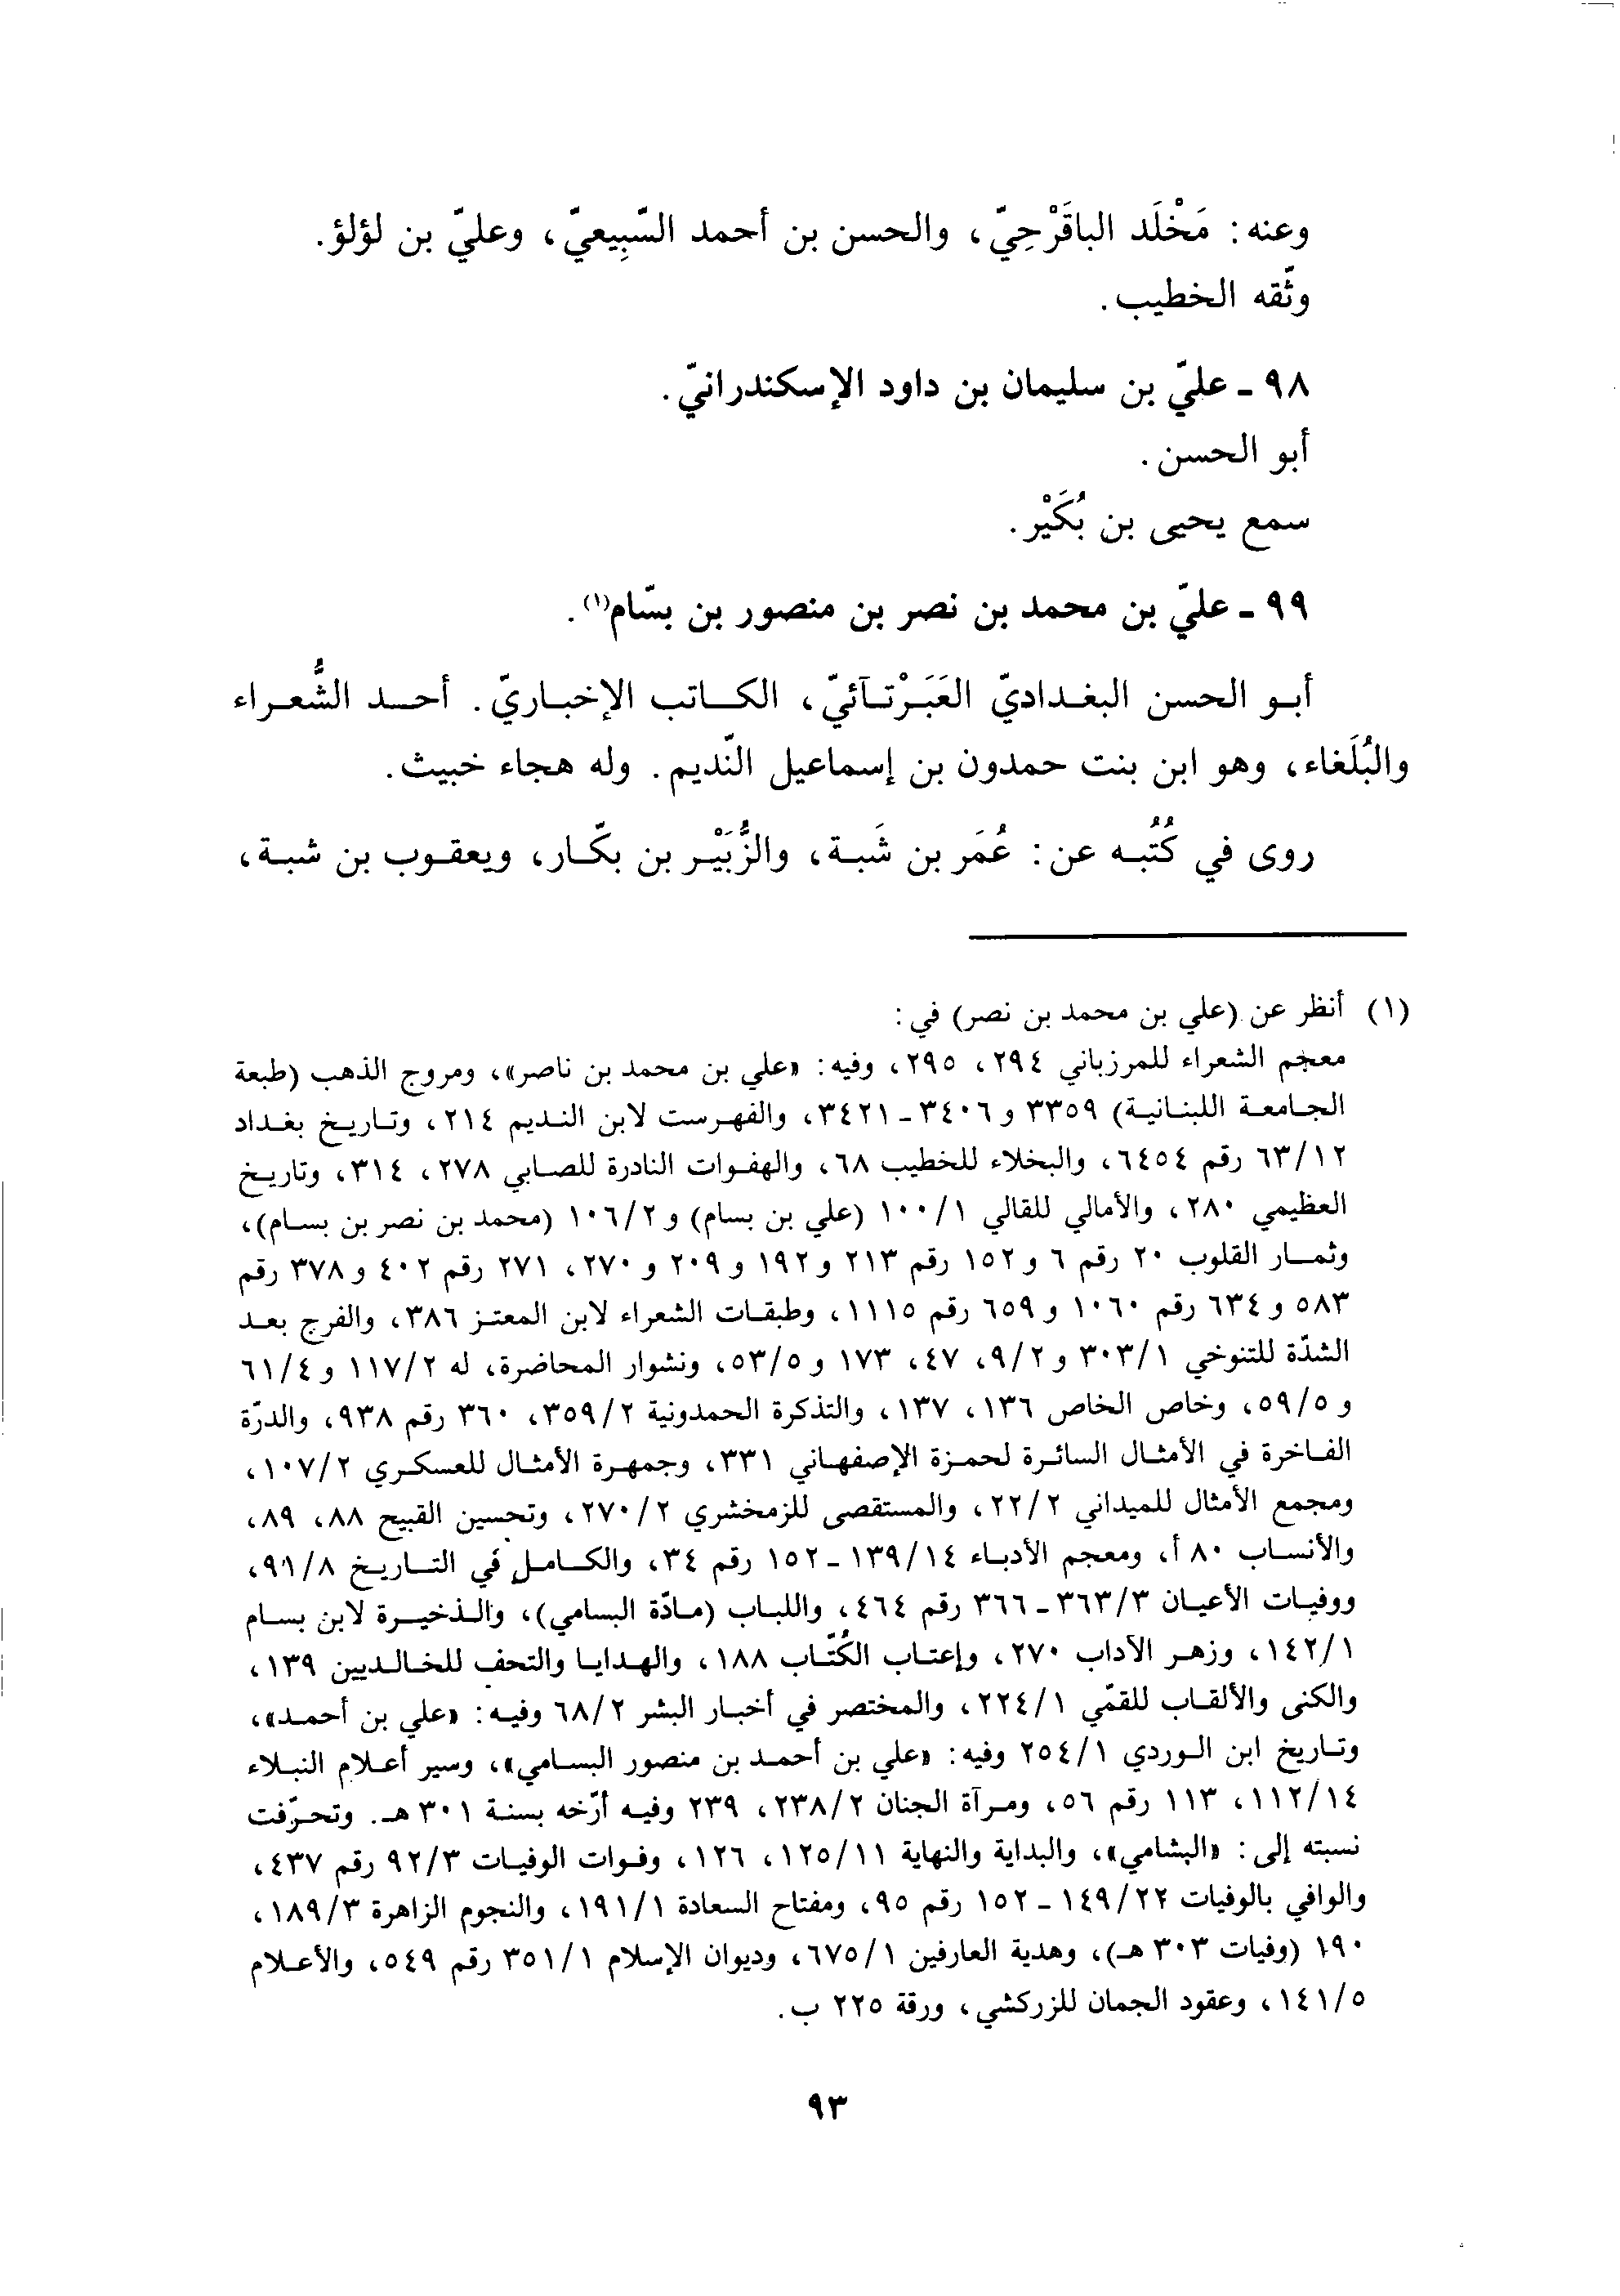 وعنه: مَخْلَد الباقَرْحِيّ، والحسن بن أحمد السَّبِيعيّ، وعليّ بن لؤلؤ.
وثّقه الخطيب.
٩٨ ـ عليّ بن سليمان بن داود الإسكندرانيّ.
أبو الحسن.
سمع يحيى بن بُكَيْر.
٩٩ ـ عليّ بن محمد بن نصر بن منصور بن بسّام(١).
أبو الحسن البغداديّ العَبَرْتآئيّ، الكاتب الإخباريّ. أحد الشُّعراء
والبُلَغاء، وهو ابن بنت حمدون بن إسماعيل النّديم. وله هجاء خبيث.
روى في كُتُبه عن: عُمَر بن شَبة، والزُّبَيْر بن بكّار، ويعقوب بن شبة،
(١) أنظر عن (علي بن محمد بن نصر) في:
معجم الشعراء للمرزباني ٢٩٤، ٢٩٥، وفيه: «علي بن محمد بن ناصر»، ومروج الذهب (طبعة
الجامعة اللبنانية) ٣٣٥٩ و ٣٤٠٦ ـ ٣٤٢١، والفهرست لابن النديم ٢١٤، وتاريخ بغداد
٦٣/١٢ رقم ٦٤٥٤، والبخلاء للخطيب ٦٨، والهفوات النادرة للصابي ٢٧٨، ٣١٤، وتاريخ
العظيمي ٢٨٠، والأمالي للقالي ١٠٠/١ (علي بن بسام) و ١٠٦/٢ (محمد بن نصر بن بسام)،
وثمار القلوب ٢٠ رقم ٦ و ١٥٢ رقم ٢١٣ و ١٩٢ و ٢٠٩ و ٢٧٠، ٢٧١ رقم ٤٠٢ و ٣٧٨ رقم
٥٨٣ و ٦٣٤ رقم ١٠٦٠ و ٦٥٩ رقم ١١١٥، وطبقات الشعراء لابن المعتز ٣٨٦، والفرج بعد
الشدّة للتنوخي ٣٠٣/١ و ٩/٢، ٤٧، ١٧٣ و ٥٣/٥، ونشوار المحاضرة، له ١١٧/٢ و ٦١/٤
و ٥٩/٥، وخاص الخاص ١٣٦، ١٣٧، والتذكرة الحمدونية ٣٥٩/٢، ٣٦٠ رقم ٩٣٨، والدرّة
الفاخرة في الأمثال السائرة لحمزة الإصفهاني ٣٣١، وجمهرة الأمثال للعسكري ١٠٧/٢،
ومجمع الأمثال للميداني ٢٢/٢، والمستقصى للزمخشري ٢٧٠/٢، وتحسين القبيح ٨٨، ٨٩،
والأنساب ٨٠ أ، ومعجم الأدباء ١٣٩/١٤ ـ ١٥٢ رقم ٣٤، والكامل في التاريخ ٩١/٨،
ووفيات الأعيان ٣٦٣/٣ ـ ٣٦٦ رقم ٤٦٤، واللباب (مادّة البسامي)، والذخيرة لابن بسام
١٤٢/١، وزهر الآداب ٢٧٠، وإعتاب الكُتّاب ١٨٨، والهدايا والتحف للخالديين ١٣٩،
والكنى والألقاب للقمّي ٢٢٤/١، والمختصر في أخبار البشر ٦٨/٢ وفيه: «علي بن أحمد»،
وتاريخ ابن الوردي ٢٥٤/١ وفيه: «علي بن أحمد بن منصور البسامي»، وسير أعلام النبلاء
١١٢/١٤، ١١٣ رقم ٥٦، ومرآة الجنان ٢٣٨/٢، ٢٣٩ وفيه أرّخه بسنة ٣٠١ هـ. وتحرّفت
نسبته إلى: «البشامي»، والبداية والنهاية ١٢٥/١١، ١٢٦، وفوات الوفيات ٩٢/٣ رقم ٤٣٧،
والوافي بالوفيات ١٤٩/٢٢ ـ ١٥٢ رقم ٩٥، ومفتاح السعادة ١٩١/١، والنجوم الزاهرة ١٨٩/٣،
١٩٠ (وفيات ٣٠٣ هـ)، وهدية العارفين ٦٧٥/١، وديوان الإسلام ٣٥١/١ رقم ٥٤٩، والأعلام
١٤١/٥، وعقود الجمان للزركشي، ورقة ٢٢٥ ب.
٩٣